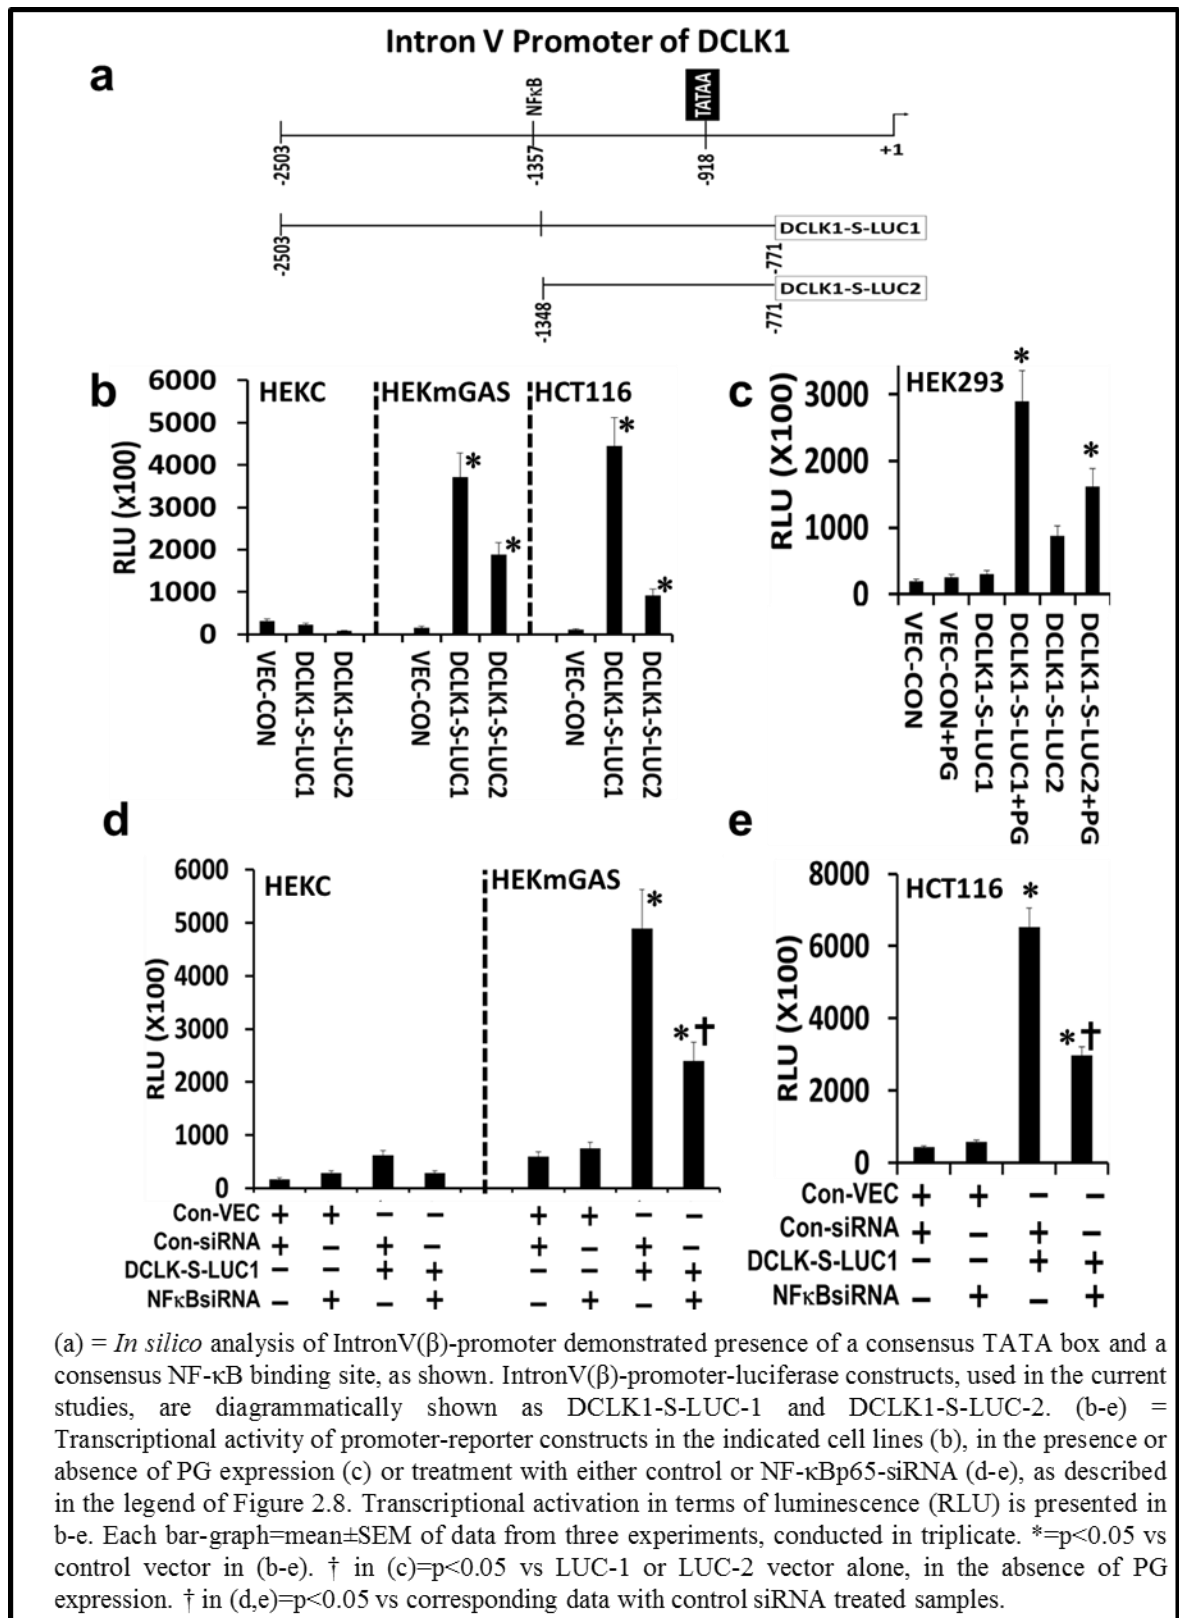 Intron V Promoter of DCLK1
a
NFκB
TATAA
-2503
-1357
-918
+1
-2503
-771
DCLK1-S-LUC1
-1348
-771
DCLK1-S-LUC2
b
RLU (x100)
6000
5000
4000
3000
2000
1000
0
HEKC
HEKmGAS
HCT116
*
*
*
*
VEC-CON
DCLK1-S-LUC1
DCLK1-S-LUC2
VEC-CON
DCLK1-S-LUC1
DCLK1-S-LUC2
VEC-CON
DCLK1-S-LUC1
DCLK1-S-LUC2
c
RLU (X100)
3000
2000
1000
0
HEK293
*
*
VEC-CON
VEC-CON+PG
DCLK1-S-LUC1
DCLK1-S-LUC1+PG
DCLK1-S-LUC2
DCLK1-S-LUC2+PG
d
RLU (X100)
6000
5000
4000
3000
2000
1000
0
HEKC
HEKmGAS
*
*†
Con-VEC + + − − + + − −
Con-siRNA + − + − + − + −
DCLK-S-LUC1 − − + + − − + +
NFκBsiRNA − + − + − + − +
e
RLU (X100)
8000
6000
4000
2000
0
HCT116
*
*†
Con-VEC + + − −
Con-siRNA + − + −
DCLK-S-LUC1 − − + +
NFκBsiRNA − + − +
(a) = In silico analysis of IntronV(β)-promoter demonstrated presence of a consensus TATA box and a
consensus NF-κB binding site, as shown. IntronV(β)-promoter-luciferase constructs, used in the current
studies, are diagrammatically shown as DCLK1-S-LUC-1 and DCLK1-S-LUC-2. (b-e) =
Transcriptional activity of promoter-reporter constructs in the indicated cell lines (b), in the presence or
absence of PG expression (c) or treatment with either control or NF-κBp65-siRNA (d-e), as described
in the legend of Figure 2.8. Transcriptional activation in terms of luminescence (RLU) is presented in
b-e. Each bar-graph=mean±SEM of data from three experiments, conducted in triplicate. *=p<0.05 vs
control vector in (b-e). † in (c)=p<0.05 vs LUC-1 or LUC-2 vector alone, in the absence of PG
expression. † in (d,e)=p<0.05 vs corresponding data with control siRNA treated samples.